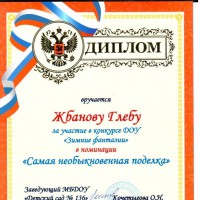 ДИПЛОМ
вручается
Жбанову Глебу
за участие в конкурсе ДОУ
«Зимние фантазии»
в номинации
«Самая необыкновенная поделка»
Заведующий МБДОУ
«Детский сад № 136»
Кочетыгова О.Н.